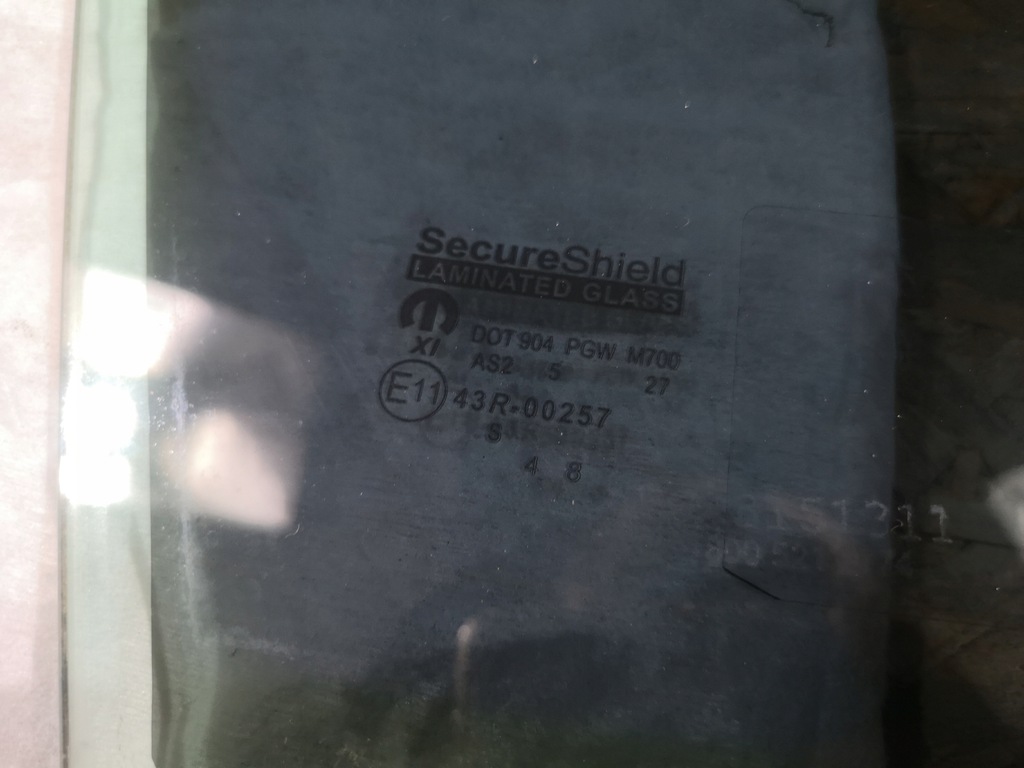 SecureShield
LAMINATED GLASS
XI
DOT 904 PGW M700
AS2 5 27
E11 43R-00257
S
4 8